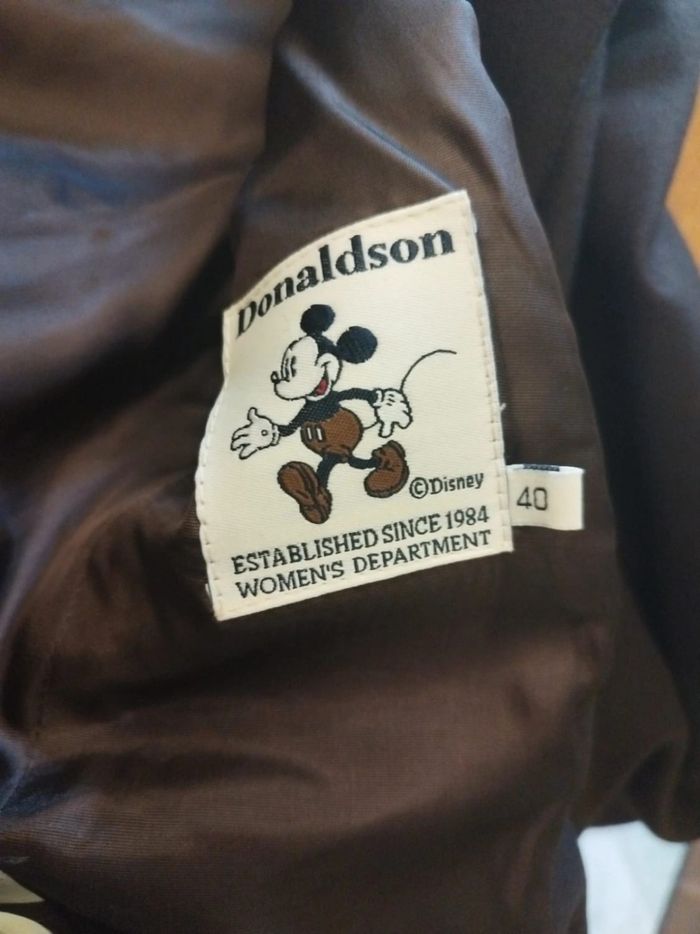 Donaldson
©Disney
40
ESTABLISHED SINCE 1984
WOMEN'S DEPARTMENT